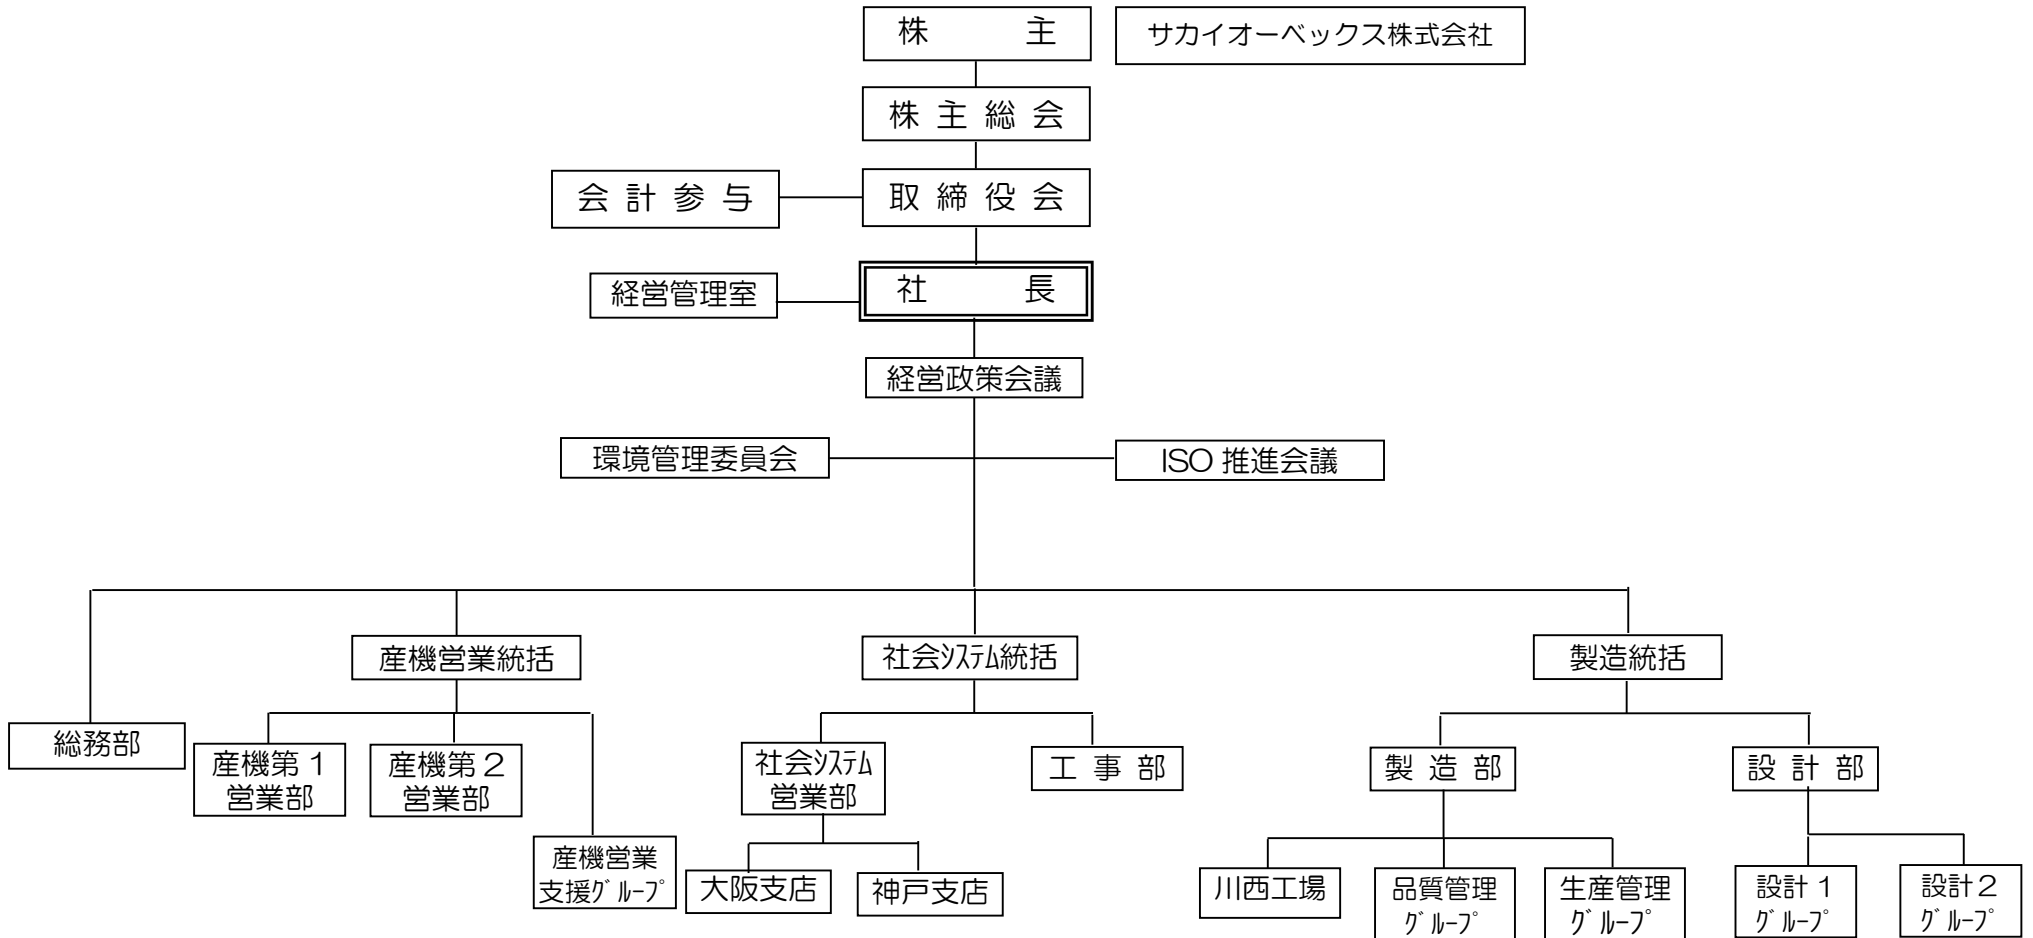 株　　　主
サカイオーベックス株式会社
株 主 総 会
会 計 参 与
取 締 役 会
経営管理室
社　　　長
経営政策会議
環境管理委員会
ISO 推進会議
産機営業統括
社会ｼｽﾃﾑ統括
製造統括
総務部
産機第１
営業部
産機第２
営業部
産機営業
支援ｸﾞﾙｰﾌﾟ
社会ｼｽﾃﾑ
営業部
工 事 部
製 造 部
設 計 部
大阪支店
神戸支店
川西工場
品質管理
ｸﾞﾙｰﾌﾟ
生産管理
ｸﾞﾙｰﾌﾟ
設計１
ｸﾞﾙｰﾌﾟ
設計２
ｸﾞﾙｰﾌﾟ